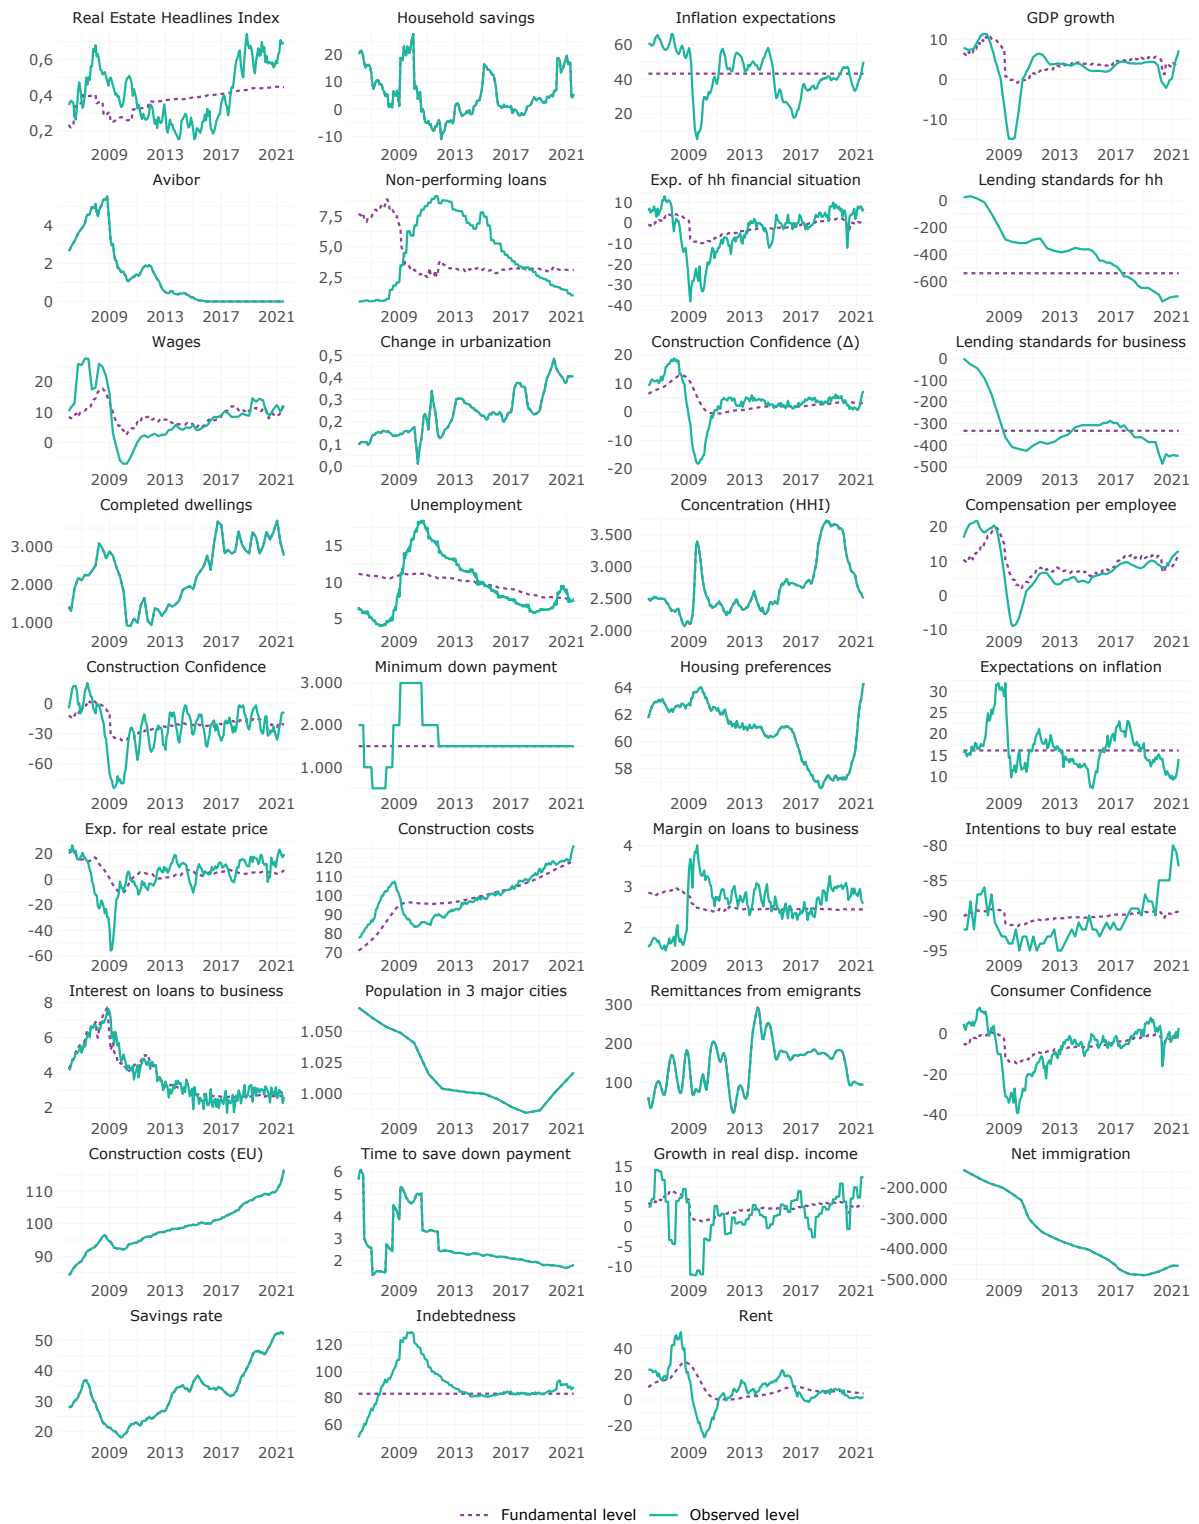 Real Estate Headlines Index
0,6
0,4
0,2
2009 2013 2017 2021
Household savings
20
10
0
-10
2009 2013 2017 2021
Inflation expectations
60
40
20
2009 2013 2017 2021
GDP growth
10
0
-10
2009 2013 2017 2021
Avibor
4
2
0
2009 2013 2017 2021
Non-performing loans
7,5
5,0
2,5
2009 2013 2017 2021
Exp. of hh financial situation
10
0
-10
-20
-30
-40
2009 2013 2017 2021
Lending standards for hh
0
-200
-400
-600
2009 2013 2017 2021
Wages
20
10
0
2009 2013 2017 2021
Change in urbanization
0,5
0,4
0,3
0,2
0,1
0,0
2009 2013 2017 2021
Construction Confidence (Δ)
20
10
0
-10
-20
2009 2013 2017 2021
Lending standards for business
0
-100
-200
-300
-400
-500
2009 2013 2017 2021
Completed dwellings
3.000
2.000
1.000
2009 2013 2017 2021
Unemployment
15
10
5
2009 2013 2017 2021
Concentration (HHI)
3.500
3.000
2.500
2.000
2009 2013 2017 2021
Compensation per employee
20
10
0
-10
2009 2013 2017 2021
Construction Confidence
0
-30
-60
2009 2013 2017 2021
Minimum down payment
3.000
2.000
1.000
2009 2013 2017 2021
Housing preferences
64
62
60
58
2009 2013 2017 2021
Expectations on inflation
30
25
20
15
10
2009 2013 2017 2021
Exp. for real estate price
20
0
-20
-40
-60
2009 2013 2017 2021
Construction costs
120
110
100
90
80
70
2009 2013 2017 2021
Margin on loans to business
4
3
2
2009 2013 2017 2021
Intentions to buy real estate
-80
-85
-90
-95
2009 2013 2017 2021
Interest on loans to business
8
6
4
2
2009 2013 2017 2021
Population in 3 major cities
1.050
1.025
1.000
2009 2013 2017 2021
Remittances from emigrants
300
200
100
2009 2013 2017 2021
Consumer Confidence
0
-20
-40
2009 2013 2017 2021
Construction costs (EU)
110
100
90
2009 2013 2017 2021
Time to save down payment
6
5
4
3
2
2009 2013 2017 2021
Growth in real disp. income
15
10
5
0
-5
-10
2009 2013 2017 2021
Net immigration
-200.000
-300.000
-400.000
-500.000
2009 2013 2017 2021
Savings rate
50
40
30
20
2009 2013 2017 2021
Indebtedness
120
100
80
60
2009 2013 2017 2021
Rent
40
20
0
-20
2009 2013 2017 2021
Fundamental level Observed level